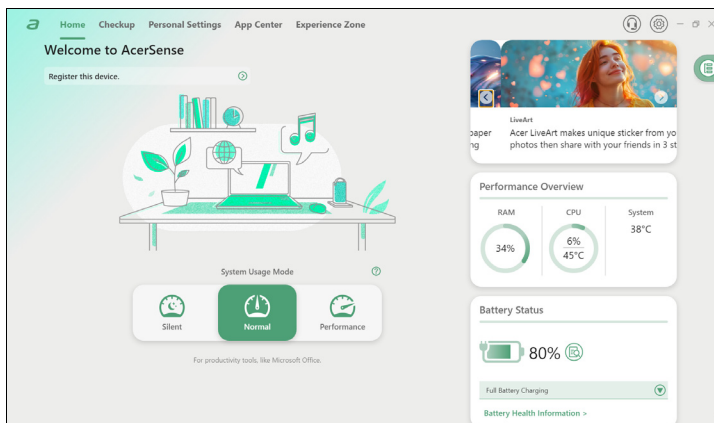 Home Checkup Personal Settings App Center Experience Zone
Welcome to AcerSense
Register this device.
System Usage Mode
Silent
Normal
Performance
For productivity tools, like Microsoft Office.
LiveArt
paper
ng
Acer LiveArt makes unique sticker from yo
photos then share with your friends in 3 st
Performance Overview
RAM CPU System
34%
6%
45°C
38°C
Battery Status
80%
Full Battery Charging
Battery Health Information >